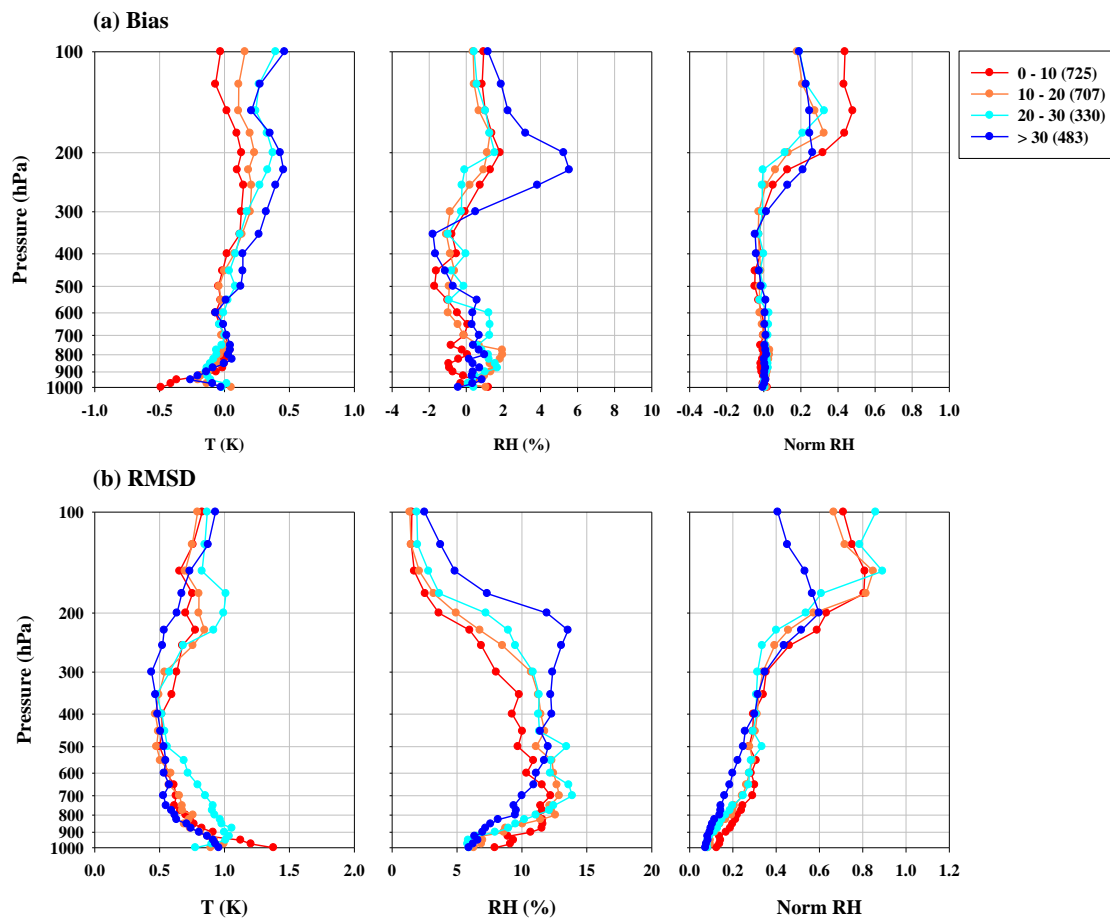 (a) Bias
Pressure (hPa)
100
200
300
400
500
600
700
800
900
1000
-1.0 -0.5 0.0 0.5 1.0
T (K)
-4 -2 0 2 4 6 8 10
RH (%)
-0.4 -0.2 0.0 0.2 0.4 0.6 0.8 1.0
Norm RH
0 - 10 (725)
10 - 20 (707)
20 - 30 (330)
> 30 (483)
(b) RMSD
Pressure (hPa)
100
200
300
400
500
600
700
800
900
1000
0.0 0.5 1.0 1.5 2.0
T (K)
0 5 10 15 20
RH (%)
0.0 0.2 0.4 0.6 0.8 1.0 1.2
Norm RH